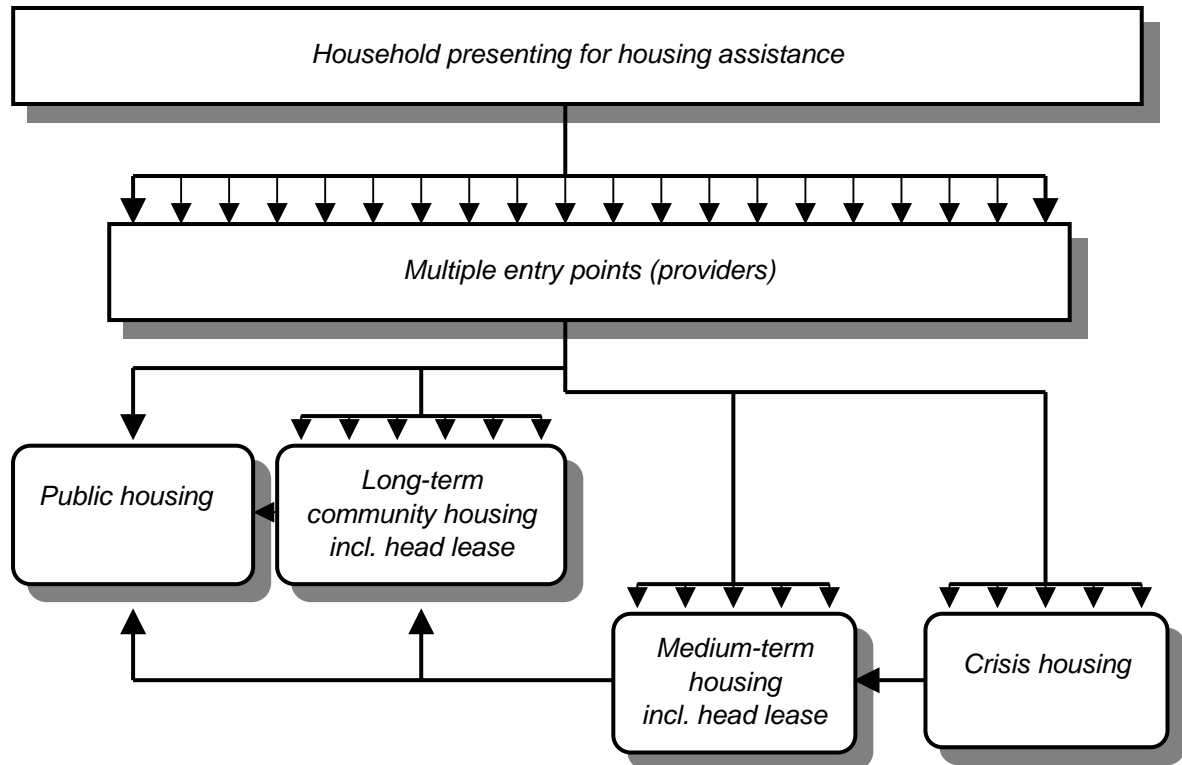 Household presenting for housing assistance
Multiple entry points (providers)
Public housing
Long-term
community housing
incl. head lease
Medium-term
housing
incl. head lease
Crisis housing